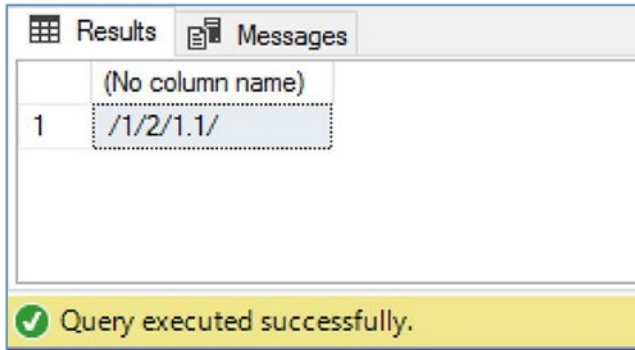 Results Messages
(No column name)
1 /1/2/1.1/
Query executed successfully.